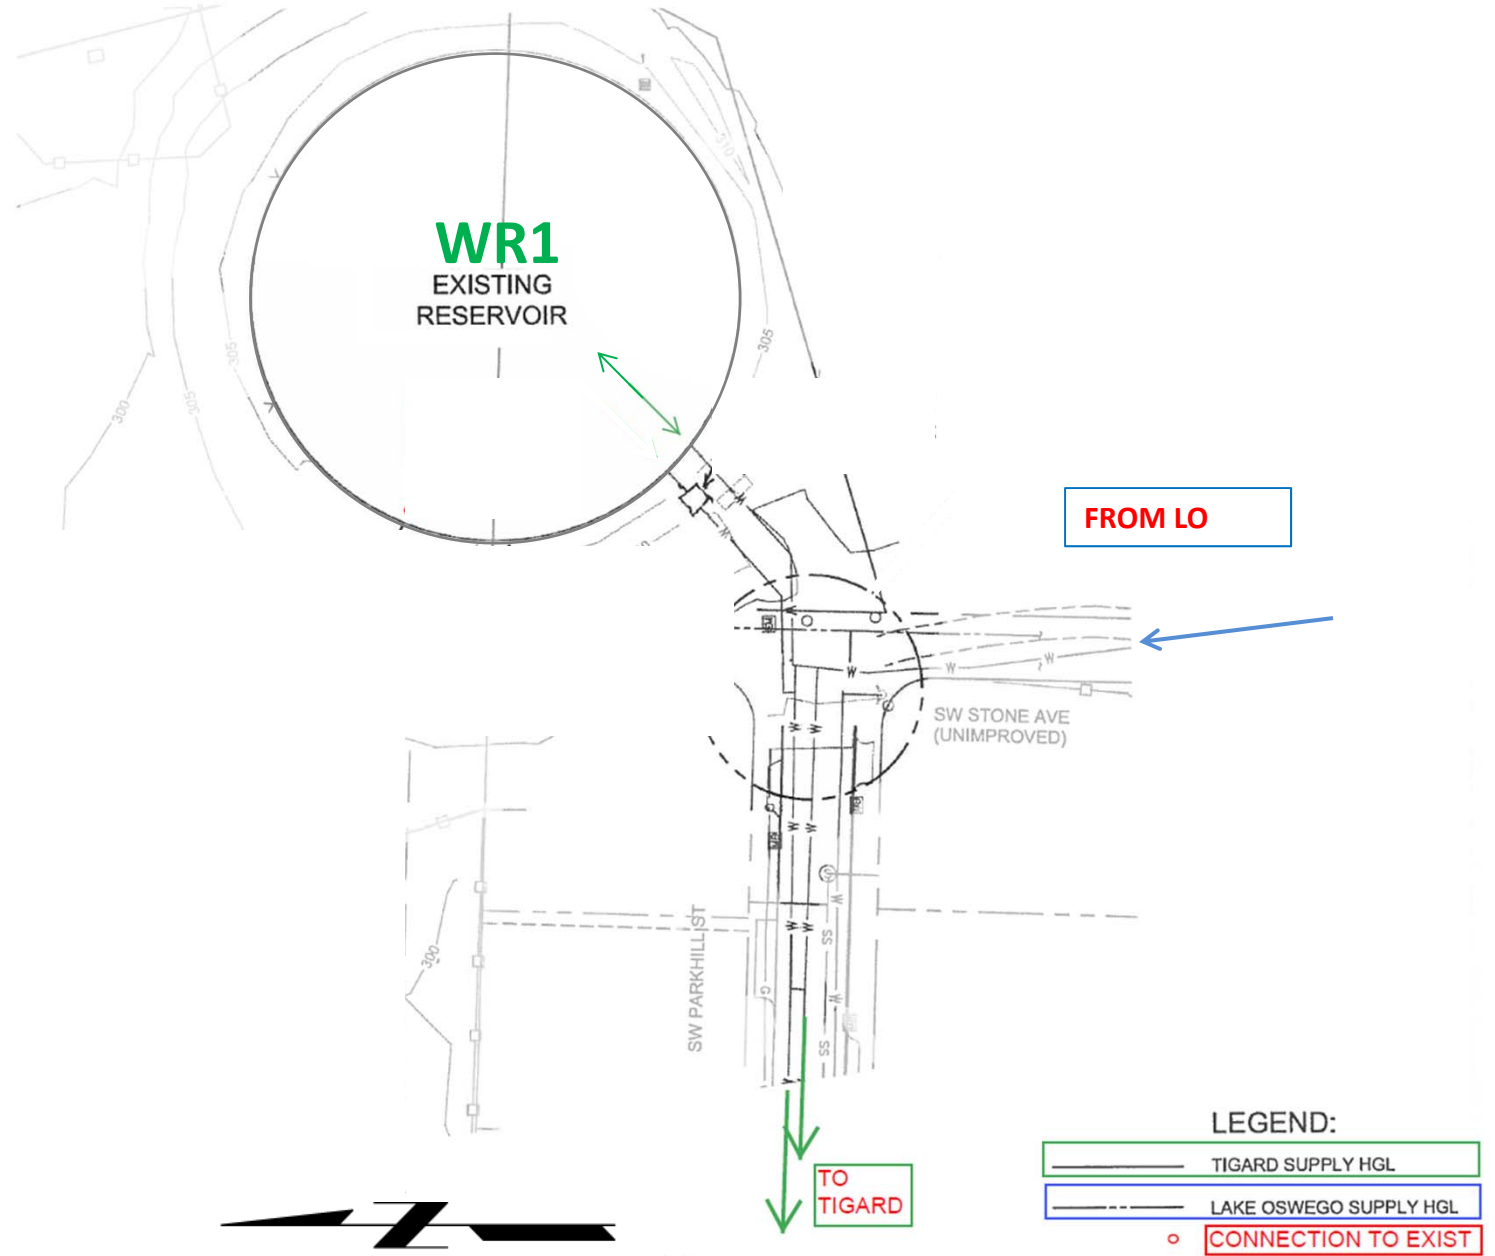 310
WR1
EXISTING
RESERVOIR
305
305
305
300
FROM LO
W
W
W
W
W
SW STONE AVE
(UNIMPROVED)
W W
W W
W
W W
SS
300
SW PARKHILL ST
G
W
SS
TO
TIGARD
LEGEND:
TIGARD SUPPLY HGL
LAKE OSWEGO SUPPLY HGL
CONNECTION TO EXIST
Z